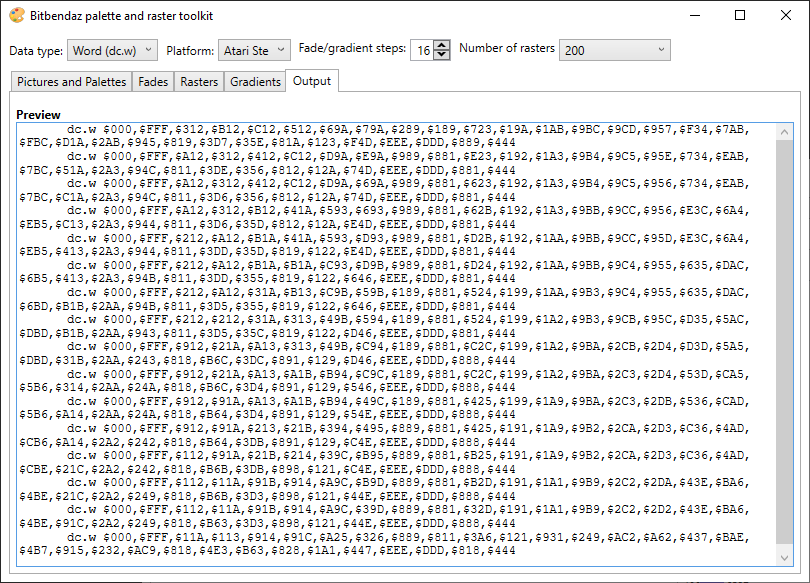 Bitbendaz palette and raster toolkit
Data type: Word (dc.w) Platform: Atari Ste Fade/gradient steps: 16 Number of rasters 200
Pictures and Palettes Fades Rasters Gradients Output
Preview
dc.w $000,$FFF,$312,$B12,$C12,$512,$69A,$79A,$289,$189,$723,$19A,$1AB,$9BC,$9CD,$957,$F34,$7AB,
$FBC,$D1A,$2AB,$945,$819,$3D7,$35E,$81A,$123,$F4D,$EEE,$DDD,$889,$444
dc.w $000,$FFF,$A12,$312,$412,$C12,$D9A,$E9A,$989,$881,$E23,$192,$1A3,$9B4,$9C5,$95E,$734,$EAB,
$7BC,$51A,$2A3,$94C,$811,$3DE,$356,$812,$12A,$74D,$EEE,$DDD,$881,$444
dc.w $000,$FFF,$A12,$312,$412,$C12,$D9A,$69A,$989,$881,$623,$192,$1A3,$9B4,$9C5,$956,$734,$EAB,
$7BC,$C1A,$2A3,$94C,$811,$3D6,$356,$812,$12A,$74D,$EEE,$DDD,$881,$444
dc.w $000,$FFF,$A12,$312,$B12,$41A,$593,$693,$989,$881,$62B,$192,$1A3,$9BB,$9CC,$956,$E3C,$6A4,
$EB5,$C13,$2A3,$944,$811,$3D6,$35D,$812,$12A,$E4D,$EEE,$DDD,$881,$444
dc.w $000,$FFF,$212,$A12,$B1A,$41A,$593,$D93,$989,$881,$D2B,$192,$1AA,$9BB,$9CC,$95D,$E3C,$6A4,
$EB5,$413,$2A3,$944,$811,$3DD,$35D,$819,$122,$E4D,$EEE,$DDD,$881,$444
dc.w $000,$FFF,$212,$A12,$B1A,$B1A,$C93,$D9B,$989,$881,$D24,$192,$1AA,$9BB,$9C4,$955,$635,$DAC,
$6B5,$413,$2A3,$94B,$811,$3DD,$355,$819,$122,$646,$EEE,$DDD,$881,$444
dc.w $000,$FFF,$212,$A12,$31A,$B13,$C9B,$59B,$189,$881,$524,$199,$1AA,$9B3,$9C4,$955,$635,$DAC,
$6BD,$B1B,$2AA,$94B,$811,$3D5,$355,$819,$122,$646,$EEE,$DDD,$881,$444
dc.w $000,$FFF,$212,$212,$31A,$313,$49B,$594,$189,$881,$524,$199,$1A2,$9B3,$9CB,$95C,$D35,$5AC,
$DBD,$B1B,$2AA,$943,$811,$3D5,$35C,$819,$122,$D46,$EEE,$DDD,$881,$444
dc.w $000,$FFF,$912,$21A,$A13,$313,$49B,$C94,$189,$881,$C2C,$199,$1A2,$9BA,$2CB,$2D4,$D3D,$5A5,
$DBD,$31B,$2AA,$243,$818,$B6C,$3DC,$891,$129,$D46,$EEE,$DDD,$888,$444
dc.w $000,$FFF,$912,$21A,$A13,$A1B,$B94,$C9C,$189,$881,$C2C,$199,$1A2,$9BA,$2C3,$2D4,$53D,$CA5,
$5B6,$314,$2AA,$24A,$818,$B6C,$3D4,$891,$129,$546,$EEE,$DDD,$888,$444
dc.w $000,$FFF,$912,$91A,$A13,$A1B,$B94,$49C,$189,$881,$425,$199,$1A9,$9BA,$2C3,$2DB,$536,$CAD,
$5B6,$A14,$2AA,$24A,$818,$B64,$3D4,$891,$129,$54E,$EEE,$DDD,$888,$444
dc.w $000,$FFF,$912,$91A,$213,$21B,$394,$495,$889,$881,$425,$191,$1A9,$9B2,$2CA,$2D3,$C36,$4AD,
$CB6,$A14,$2A2,$242,$818,$B64,$3DB,$891,$129,$C4E,$EEE,$DDD,$888,$444
dc.w $000,$FFF,$112,$91A,$21B,$214,$39C,$B95,$889,$881,$B25,$191,$1A9,$9B2,$2CA,$2D3,$C36,$4AD,
$CBE,$21C,$2A2,$242,$818,$B6B,$3DB,$898,$121,$C4E,$EEE,$DDD,$888,$444
dc.w $000,$FFF,$112,$11A,$91B,$914,$A9C,$B9D,$889,$881,$B2D,$191,$1A1,$9B9,$2C2,$2DA,$43E,$BA6,
$4BE,$21C,$2A2,$249,$818,$B6B,$3D3,$898,$121,$44E,$EEE,$DDD,$888,$444
dc.w $000,$FFF,$112,$11A,$91B,$914,$A9C,$39D,$889,$881,$32D,$191,$1A1,$9B9,$2C2,$2D2,$43E,$BA6,
$4BE,$91C,$2A2,$249,$818,$B63,$3D3,$898,$121,$44E,$EEE,$DDD,$888,$444
dc.w $000,$FFF,$11A,$113,$914,$91C,$A25,$326,$889,$811,$3A6,$121,$931,$249,$AC2,$A62,$437,$BAE,
$4B7,$915,$232,$AC9,$818,$4E3,$B63,$828,$1A1,$447,$EEE,$DDD,$818,$444